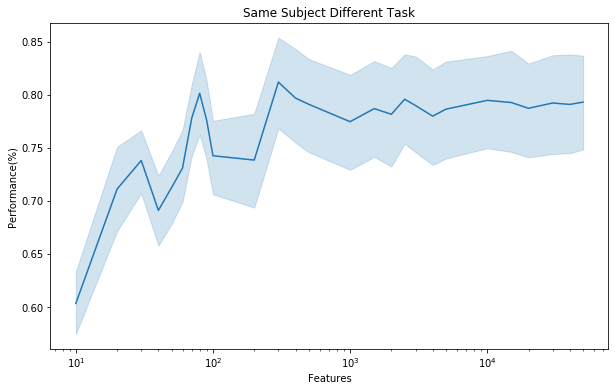 Same Subject Different Task
Performance(%)
0.85
0.80
0.75
0.70
0.65
0.60
10¹ 10² 10³ 10⁴
Features